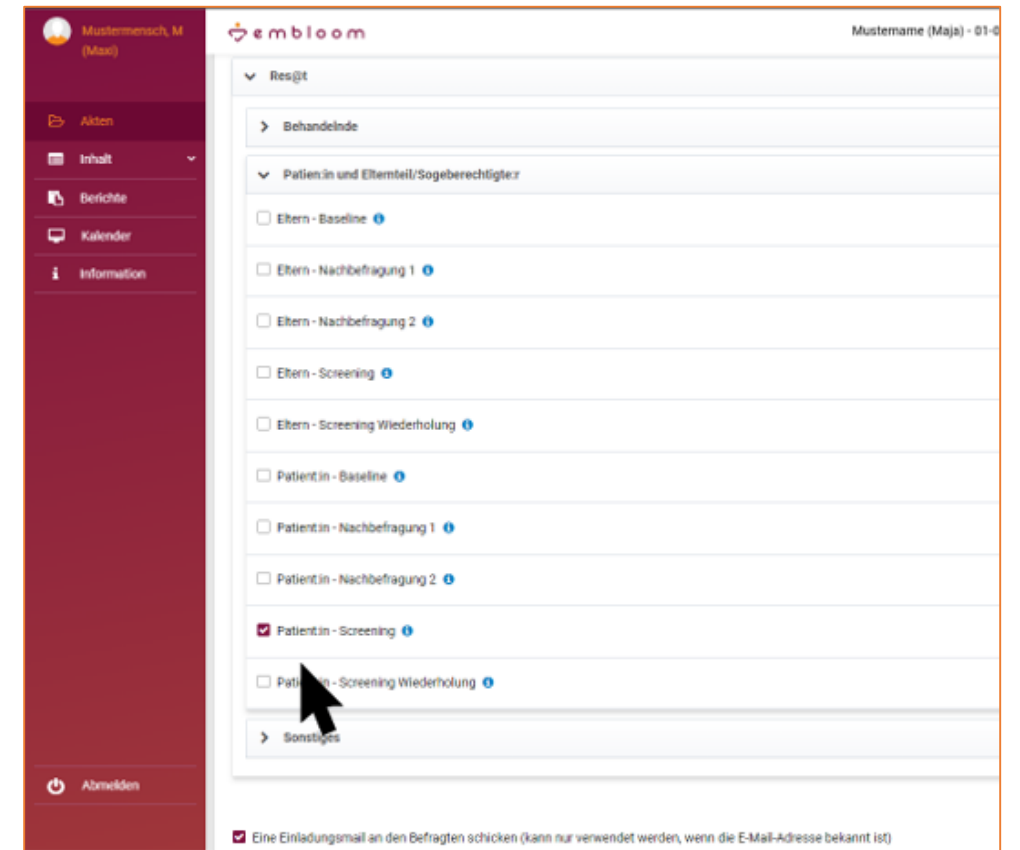 Mustermensch, M
(Maxi)
embloom
Mustername (Maja) - 01-0
Res@t
Akten
Behandelnde
Inhalt
Patien:in und Elternteil/Sogeberechtigte:r
Berichte
Eltern - Baseline
Kalender
Eltern - Nachbefragung 1
Information
Eltern - Nachbefragung 2
Eltern - Screening
Eltern - Screening Wiederholung
Patient:in - Baseline
Patient:in - Nachbefragung 1
Patient:in - Nachbefragung 2
Patient:in - Screening
Pati in - Screening Wiederholung
Sonstiges
Abmelden
Eine Einladungsmail an den Befragten schicken (kann nur verwendet werden, wenn die E-Mail-Adresse bekannt ist)